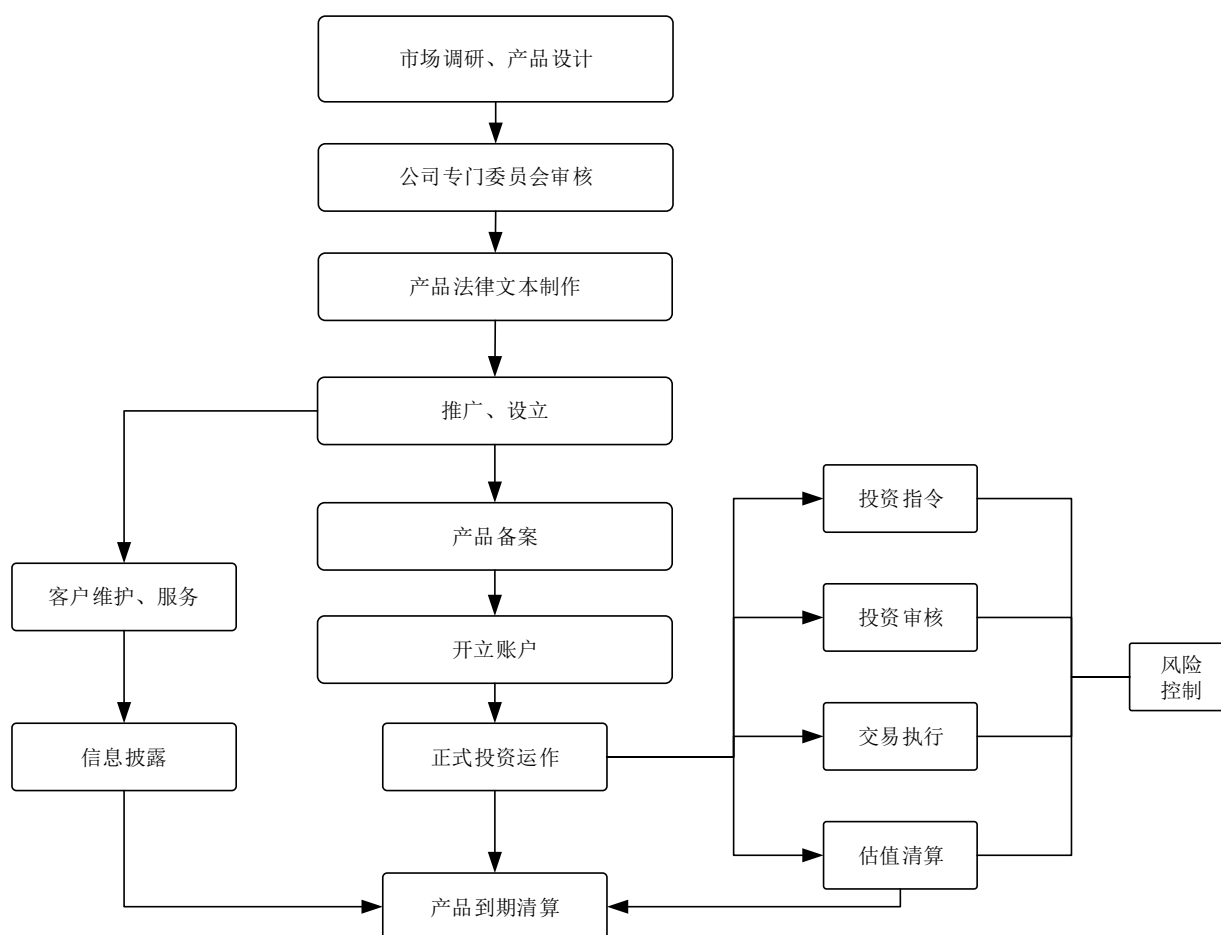 市场调研、产品设计
公司专门委员会审核
产品法律文本制作
推广、设立
投资指令
产品备案
客户维护、服务
投资审核
开立账户
风险
控制
信息披露
正式投资运作
交易执行
估值清算
产品到期清算